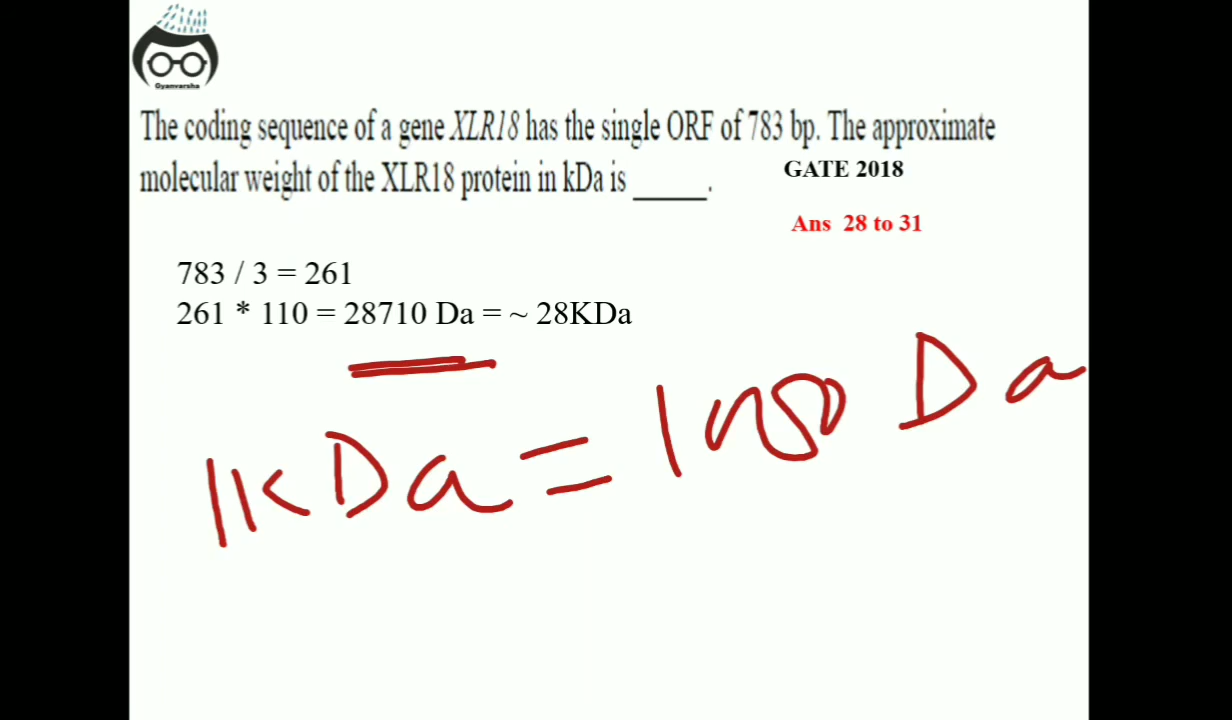 Gyanvarsha
The coding sequence of a gene XLR18 has the single ORF of 783 bp. The approximate
molecular weight of the XLR18 protein in kDa is _____.
GATE 2018
Ans 28 to 31
783 / 3 = 261
261 * 110 = 28710 Da = ~ 28KDa
1KDa = 1000 Da